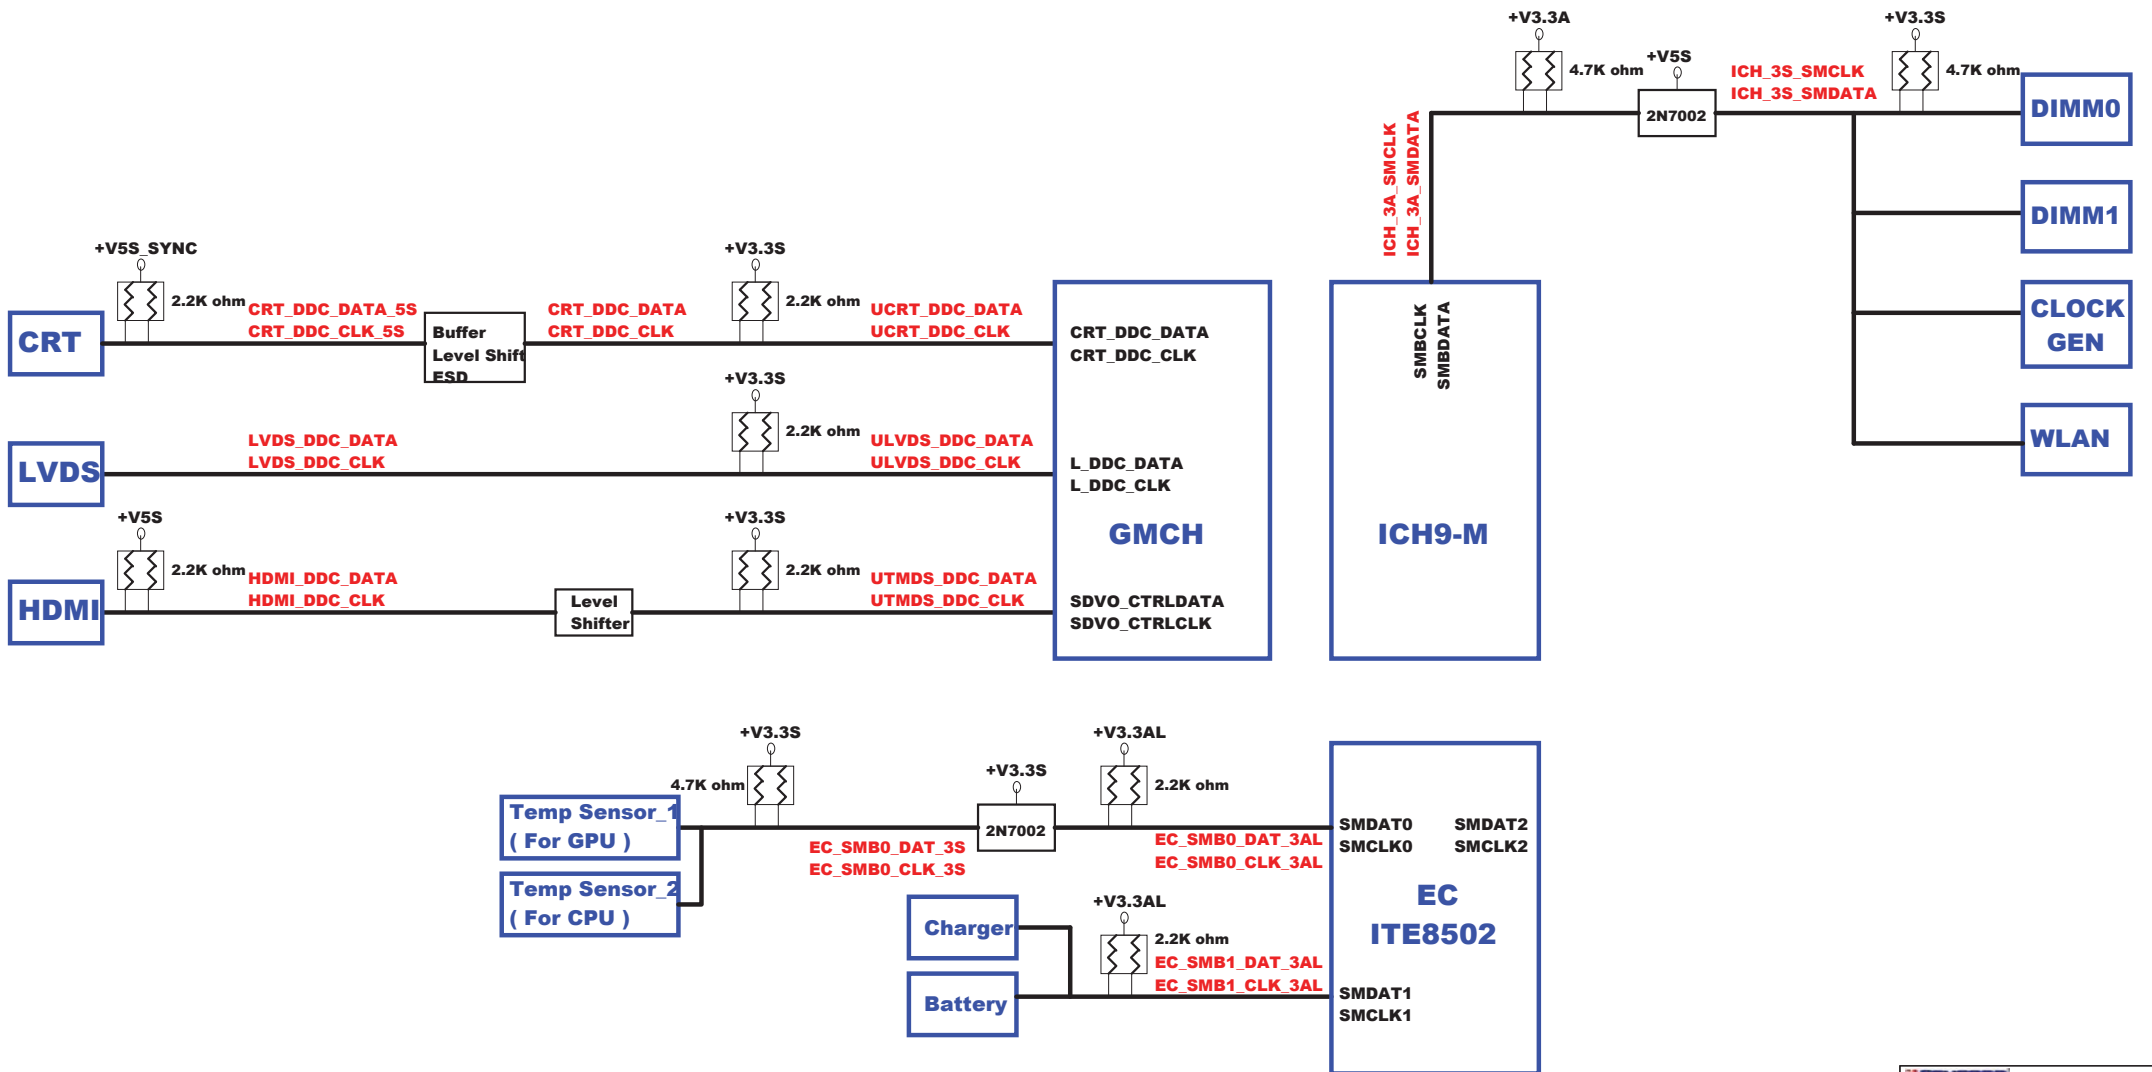 +V3.3A
4.7K ohm
+V5S
2N7002
ICH_3S_SMCLK
ICH_3S_SMDATA
+V3.3S
4.7K ohm
DIMM0
DIMM1
CLOCK
GEN
WLAN
ICH_3A_SMCLK
ICH_3A_SMDATA
SMBCLK
SMBDATA
ICH9-M
+V5S_SYNC
2.2K ohm
CRT
CRT_DDC_DATA_5S
CRT_DDC_CLK_5S
Buffer
Level Shift
ESD
CRT_DDC_DATA
CRT_DDC_CLK
+V3.3S
2.2K ohm
UCRT_DDC_DATA
UCRT_DDC_CLK
CRT_DDC_DATA
CRT_DDC_CLK
LVDS
LVDS_DDC_DATA
LVDS_DDC_CLK
+V3.3S
2.2K ohm
ULVDS_DDC_DATA
ULVDS_DDC_CLK
L_DDC_DATA
L_DDC_CLK
GMCH
+V5S
2.2K ohm
HDMI
HDMI_DDC_DATA
HDMI_DDC_CLK
Level
Shifter
+V3.3S
2.2K ohm
UTMDS_DDC_DATA
UTMDS_DDC_CLK
SDVO_CTRLDATA
SDVO_CTRLCLK
+V3.3S
4.7K ohm
Temp Sensor_1
( For GPU )
Temp Sensor_2
( For CPU )
EC_SMB0_DAT_3S
EC_SMB0_CLK_3S
+V3.3S
2N7002
+V3.3AL
2.2K ohm
EC_SMB0_DAT_3AL
EC_SMB0_CLK_3AL
SMDAT0
SMCLK0
SMDAT2
SMCLK2
EC
ITE8502
Charger
Battery
+V3.3AL
2.2K ohm
EC_SMB1_DAT_3AL
EC_SMB1_CLK_3AL
SMDAT1
SMCLK1